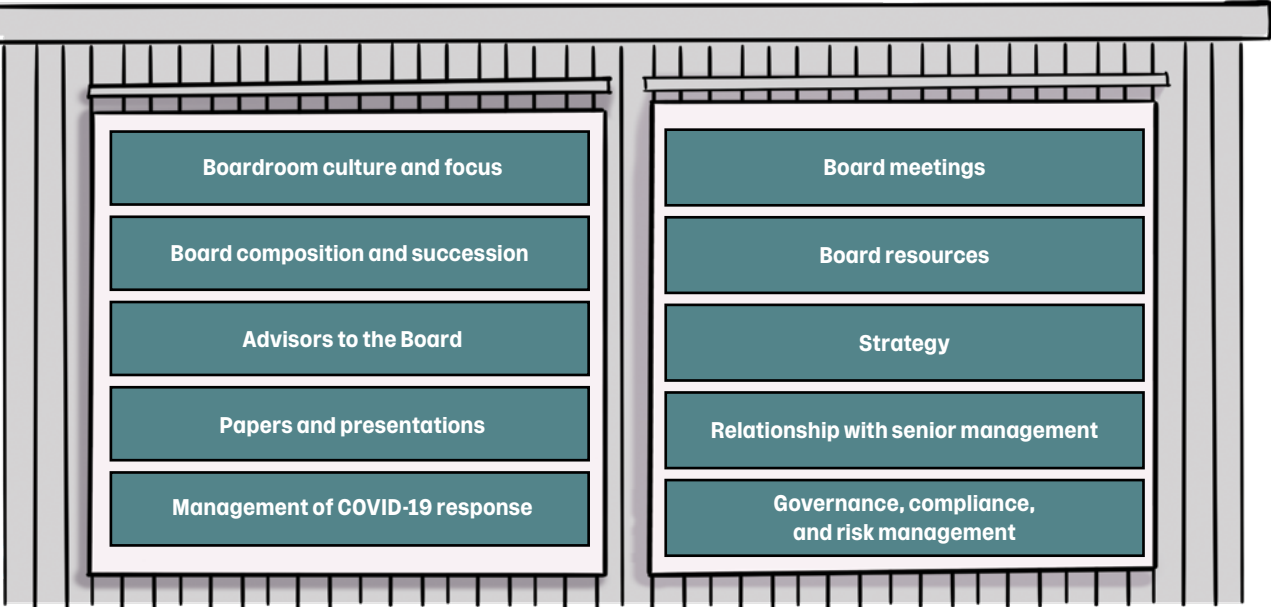 Boardroom culture and focus
Board composition and succession
Advisors to the Board
Papers and presentations
Management of COVID-19 response
Board meetings
Board resources
Strategy
Relationship with senior management
Governance, compliance,
and risk management